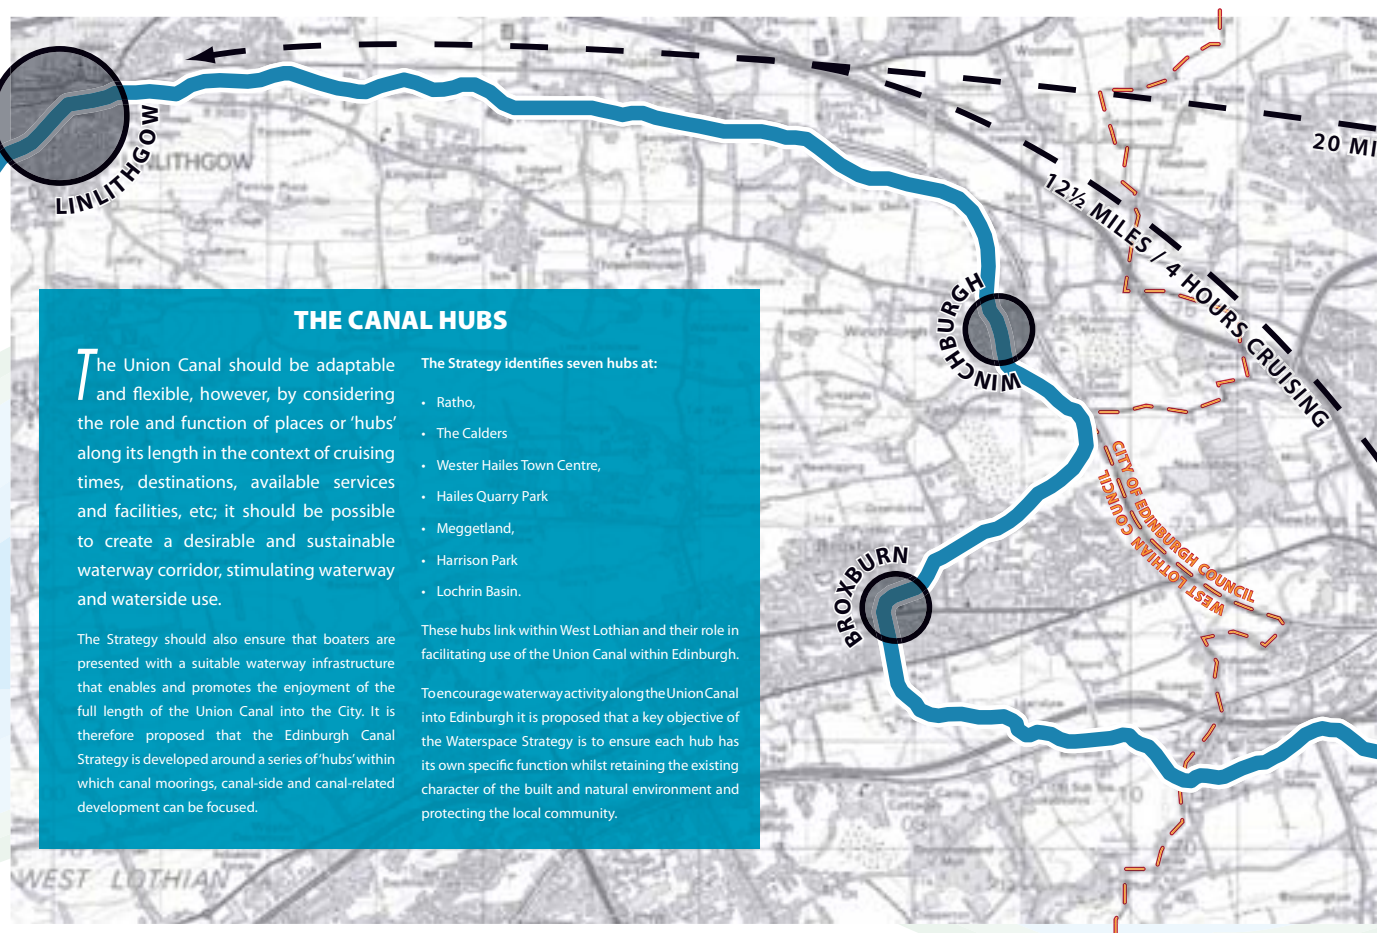 20 MI
12½ MILES / 4 HOURS CRUISING
LINLITHGOW
LINLITHGOW
WINCHBURGH
CITY OF EDINBURGH COUNCIL
WEST LOTHIAN COUNCIL
BROXBURN
THE CANAL HUBS
The Union Canal should be adaptable
and flexible, however, by considering
the role and function of places or ‘hubs’
along its length in the context of cruising
times, destinations, available services
and facilities, etc; it should be possible
to create a desirable and sustainable
waterway corridor, stimulating waterway
and waterside use.
The Strategy should also ensure that boaters are
presented with a suitable waterway infrastructure
that enables and promotes the enjoyment of the
full length of the Union Canal into the City. It is
therefore proposed that the Edinburgh Canal
Strategy is developed around a series of ‘hubs’ within
which canal moorings, canal-side and canal-related
development can be focused.
The Strategy identifies seven hubs at:
• Ratho,
• The Calders
• Wester Hailes Town Centre,
• Hailes Quarry Park
• Meggetland,
• Harrison Park
• Lochrin Basin.
These hubs link within West Lothian and their role in
facilitating use of the Union Canal within Edinburgh.
To encourage waterway activity along the Union Canal
into Edinburgh it is proposed that a key objective of
the Waterspace Strategy is to ensure each hub has
its own specific function whilst retaining the existing
character of the built and natural environment and
protecting the local community.
WEST LOTHIAN